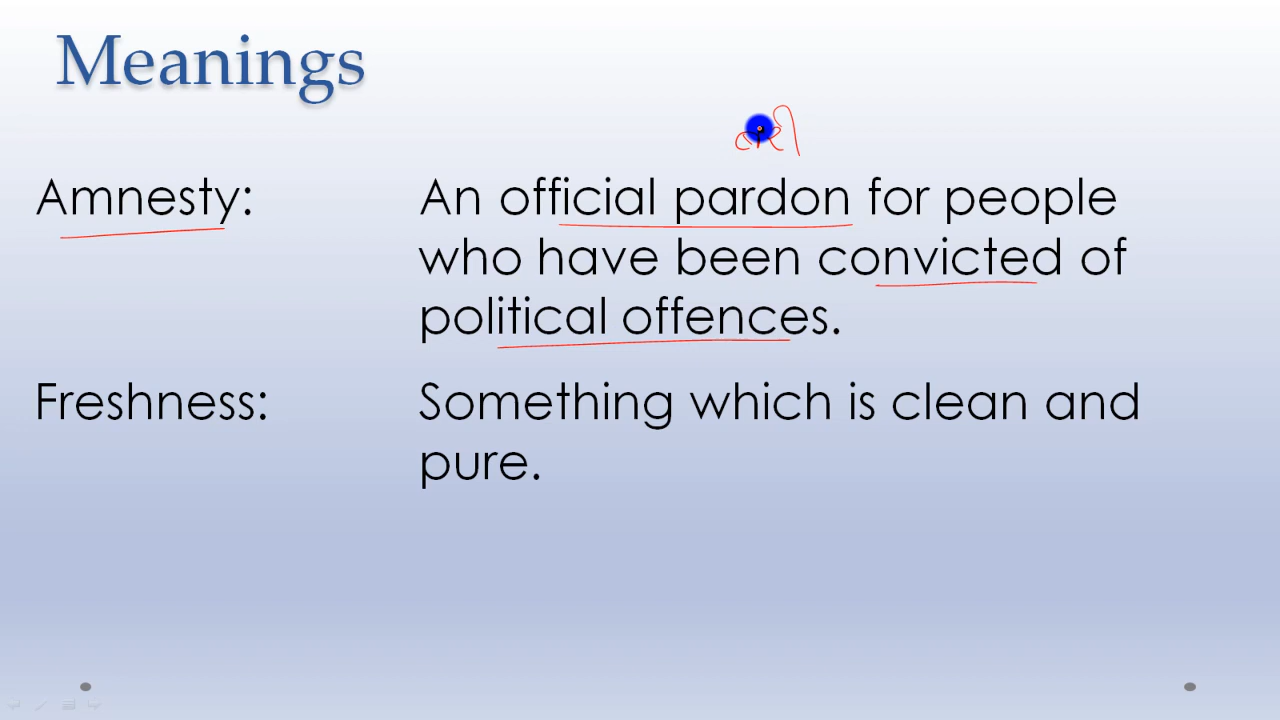 Meanings
Amnesty: An official pardon for people
who have been convicted of
political offences.
Freshness: Something which is clean and
pure.